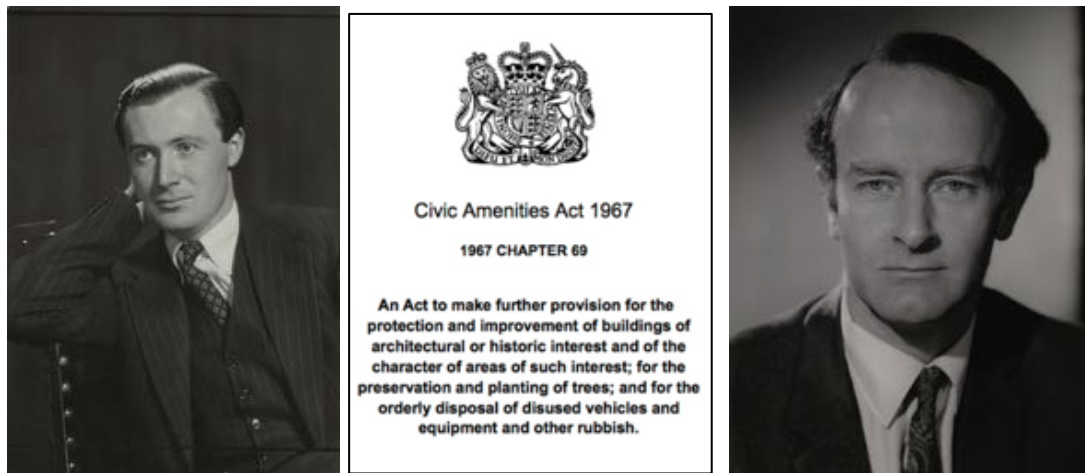 Civic Amenities Act 1967
1967 CHAPTER 69
An Act to make further provision for the
protection and improvement of buildings of
architectural or historic interest and of the
character of areas of such interest; for the
preservation and planting of trees; and for the
orderly disposal of disused vehicles and
equipment and other rubbish.